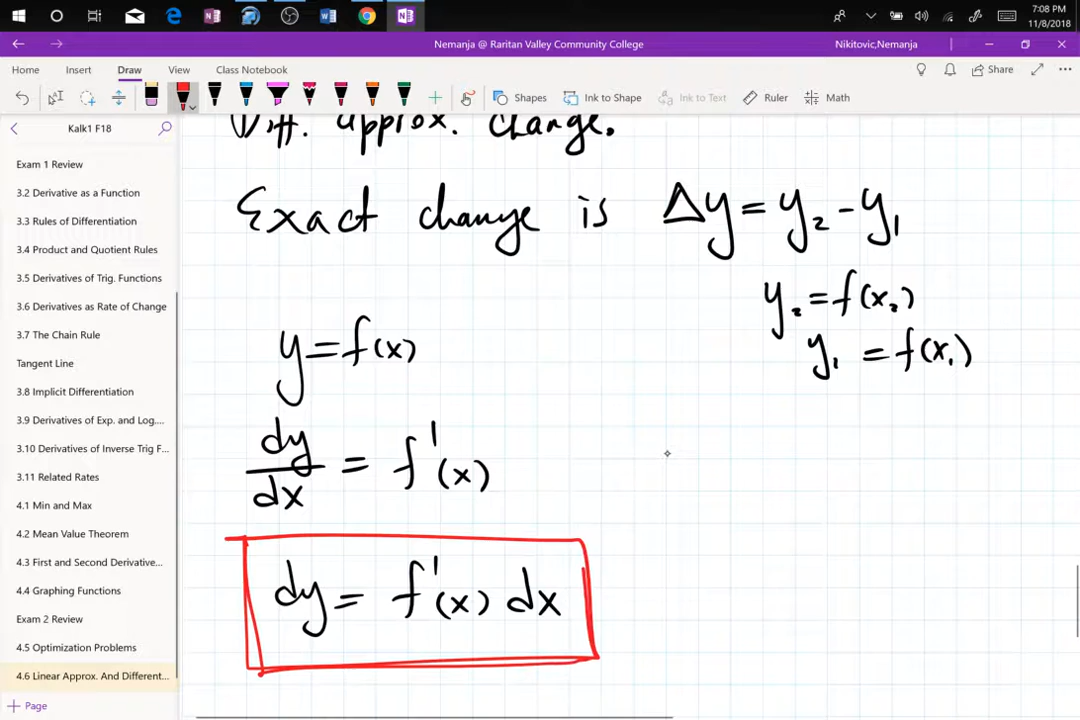 7:08 PM
11/8/2018
Nemanja @ Raritan Valley Community College
Nikitovic,Nemanja
Home Insert Draw View Class Notebook
Share
Shapes Ink to Shape Ink to Text Ruler Math
Kalk1 F18
Exam 1 Review
3.2 Derivative as a Function
3.3 Rules of Differentiation
3.4 Product and Quotient Rules
3.5 Derivatives of Trig. Functions
3.6 Derivatives as Rate of Change
3.7 The Chain Rule
Tangent Line
3.8 Implicit Differentiation
3.9 Derivatives of Exp. and Log....
3.10 Derivatives of Inverse Trig F...
3.11 Related Rates
4.1 Min and Max
4.2 Mean Value Theorem
4.3 First and Second Derivative...
4.4 Graphing Functions
Exam 2 Review
4.5 Optimization Problems
4.6 Linear Approx. And Different...
Page
Diff. approx. change.
Exact change is Δy = y₂ - y₁
y₂ = f(x₂)
y₁ = f(x₁)
y = f(x)
dy/dx = f'(x)
dy = f'(x) dx